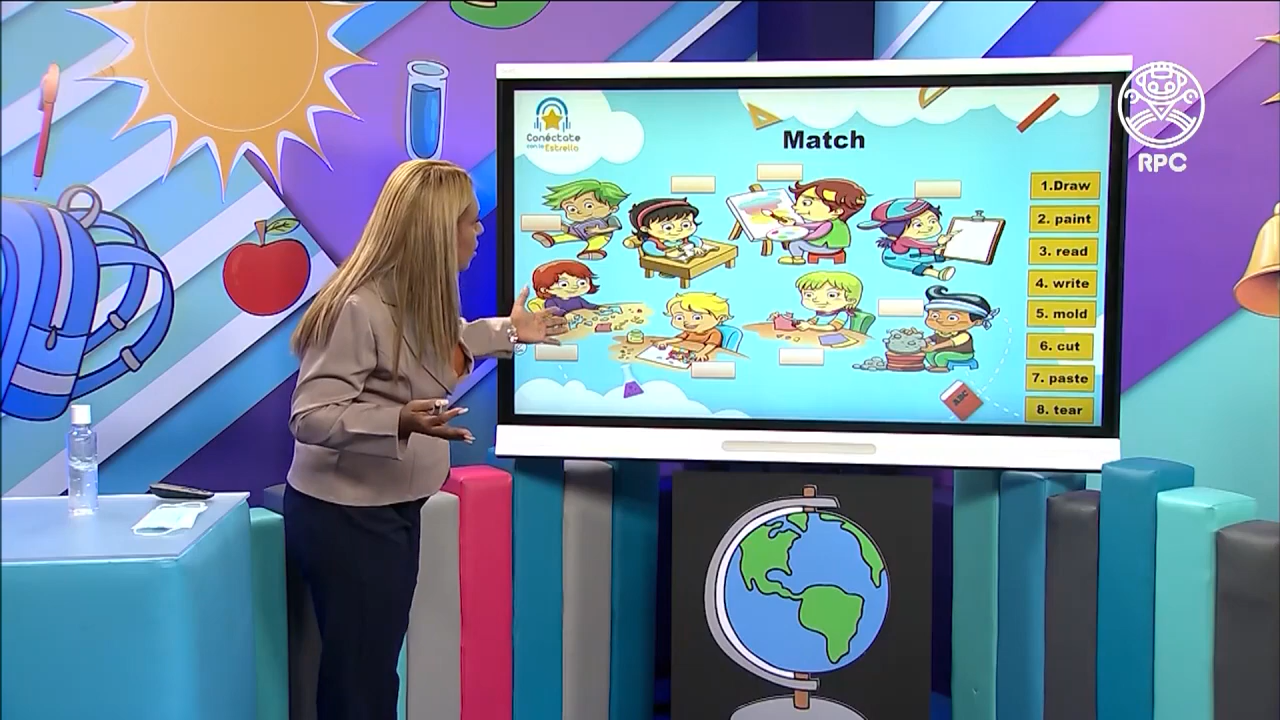 Conéctate
con la Estrella
Match
1.Draw
2. paint
3. read
4. write
5. mold
6. cut
7. paste
8. tear
ABC
RPC